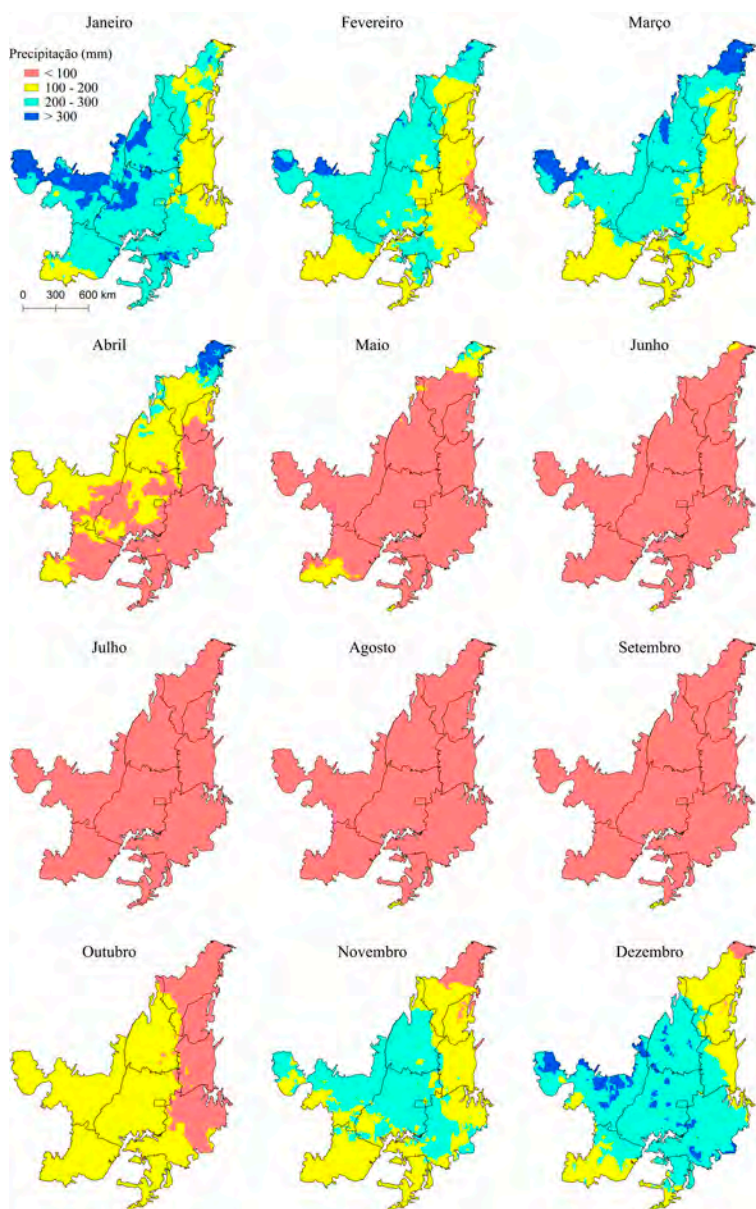 Janeiro
Fevereiro
Março
Precipitação (mm)
< 100
100 - 200
200 - 300
> 300
0 300 600 km
Abril
Maio
Junho
Julho
Agosto
Setembro
Outubro
Novembro
Dezembro